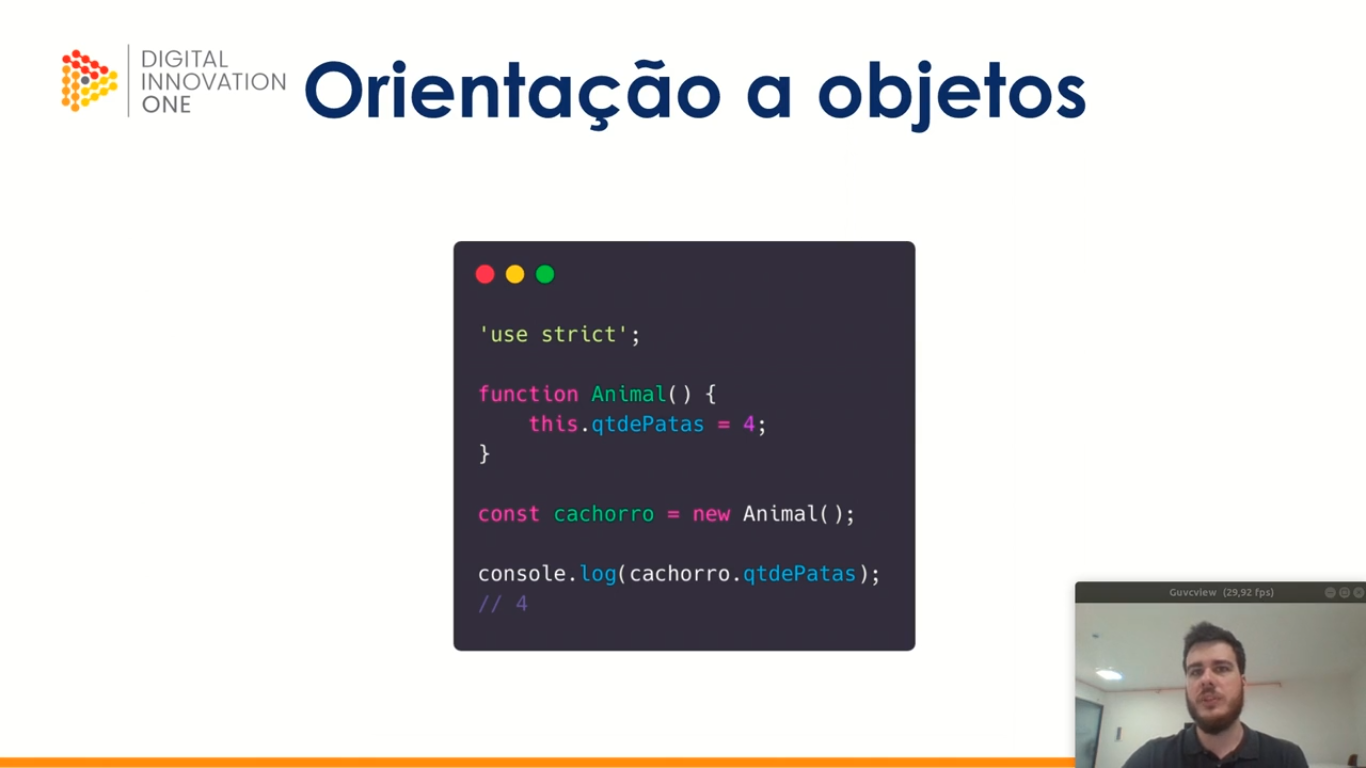 DIGITAL
INNOVATION
ONE
Orientação a objetos
'use strict';
function Animal() {
    this.qtdePatas = 4;
}
const cachorro = new Animal();
console.log(cachorro.qtdePatas);
// 4
Guvcview (29,92 fps)